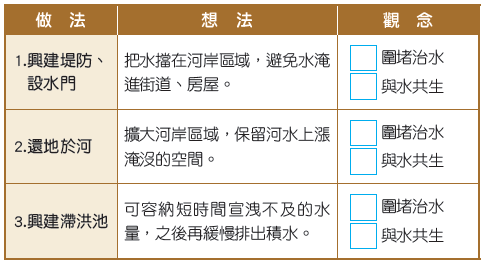 做法 想法 觀念
1.興建堤防、設水門
把水擋在河岸區域，避免水淹
進街道、房屋。
□圍堵治水
□與水共生
2.還地於河
擴大河岸區域，保留河水上漲
淹沒的空間。
□圍堵治水
□與水共生
3.興建滯洪池
可容納短時間宣洩不及的水
量，之後再緩慢排出積水。
□圍堵治水
□與水共生